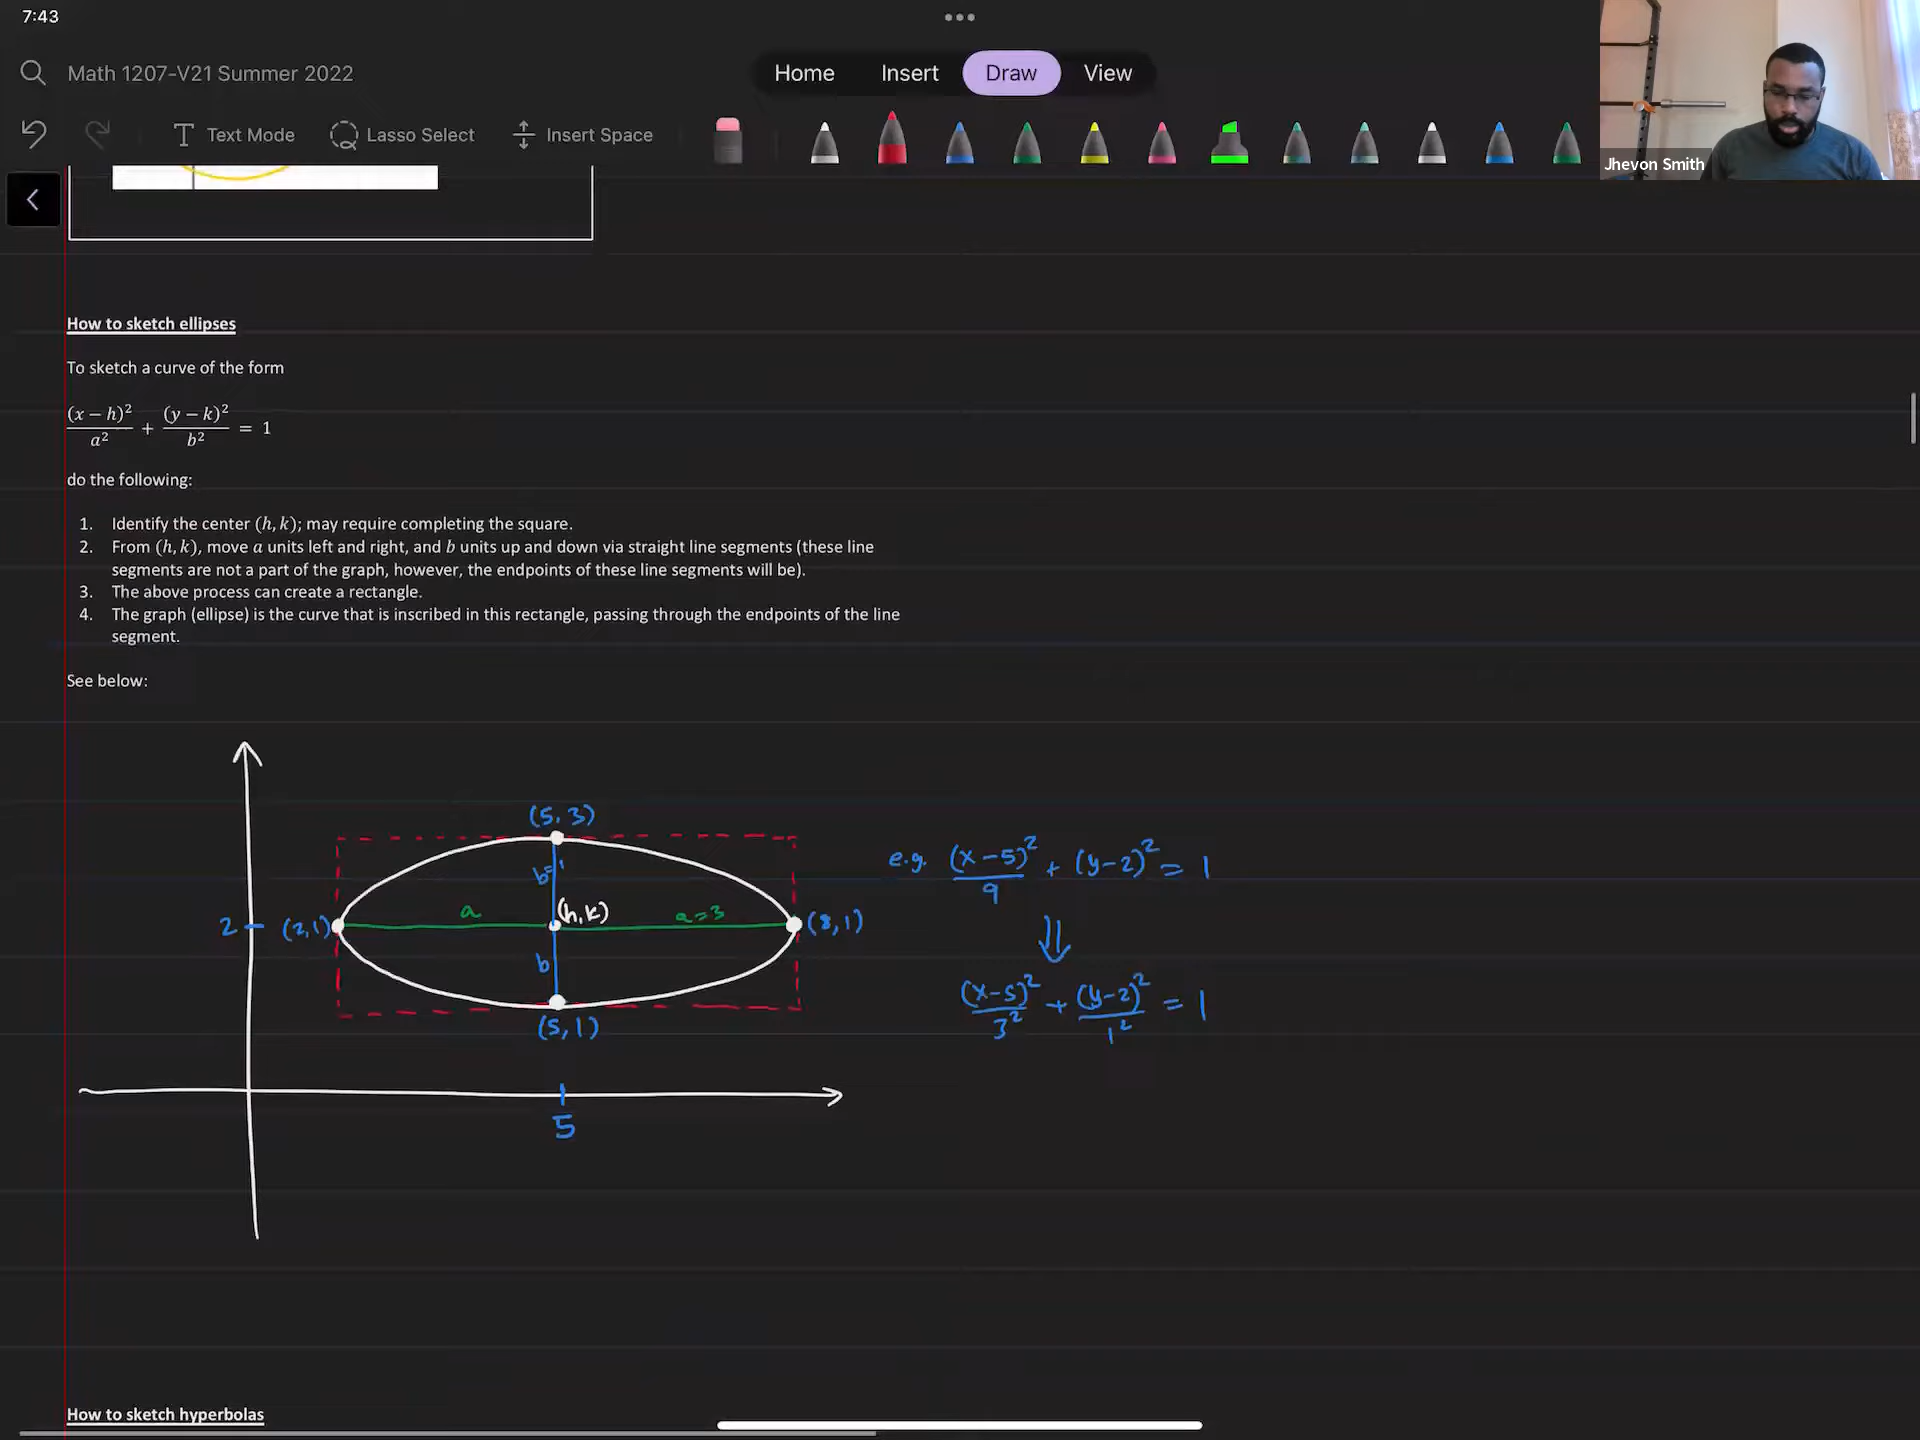 7:43
Math 1207-V21 Summer 2022
Home Insert Draw View
Text Mode Lasso Select Insert Space
Jhevon Smith
How to sketch ellipses
To sketch a curve of the form
(x − h)²/a² + (y − k)²/b² = 1
do the following:
1. Identify the center (h, k); may require completing the square.
2. From (h, k), move a units left and right, and b units up and down via straight line segments (these line
segments are not a part of the graph, however, the endpoints of these line segments will be).
3. The above process can create a rectangle.
4. The graph (ellipse) is the curve that is inscribed in this rectangle, passing through the endpoints of the line
segment.
See below:
(5, 3)
b=1
e.g. (x−5)²/9 + (y−2)² = 1
2 (2,1) a (h,k) a=3 (8,1)
b
(x−5)²/3² + (y−2)²/1² = 1
(5,1)
5
How to sketch hyperbolas